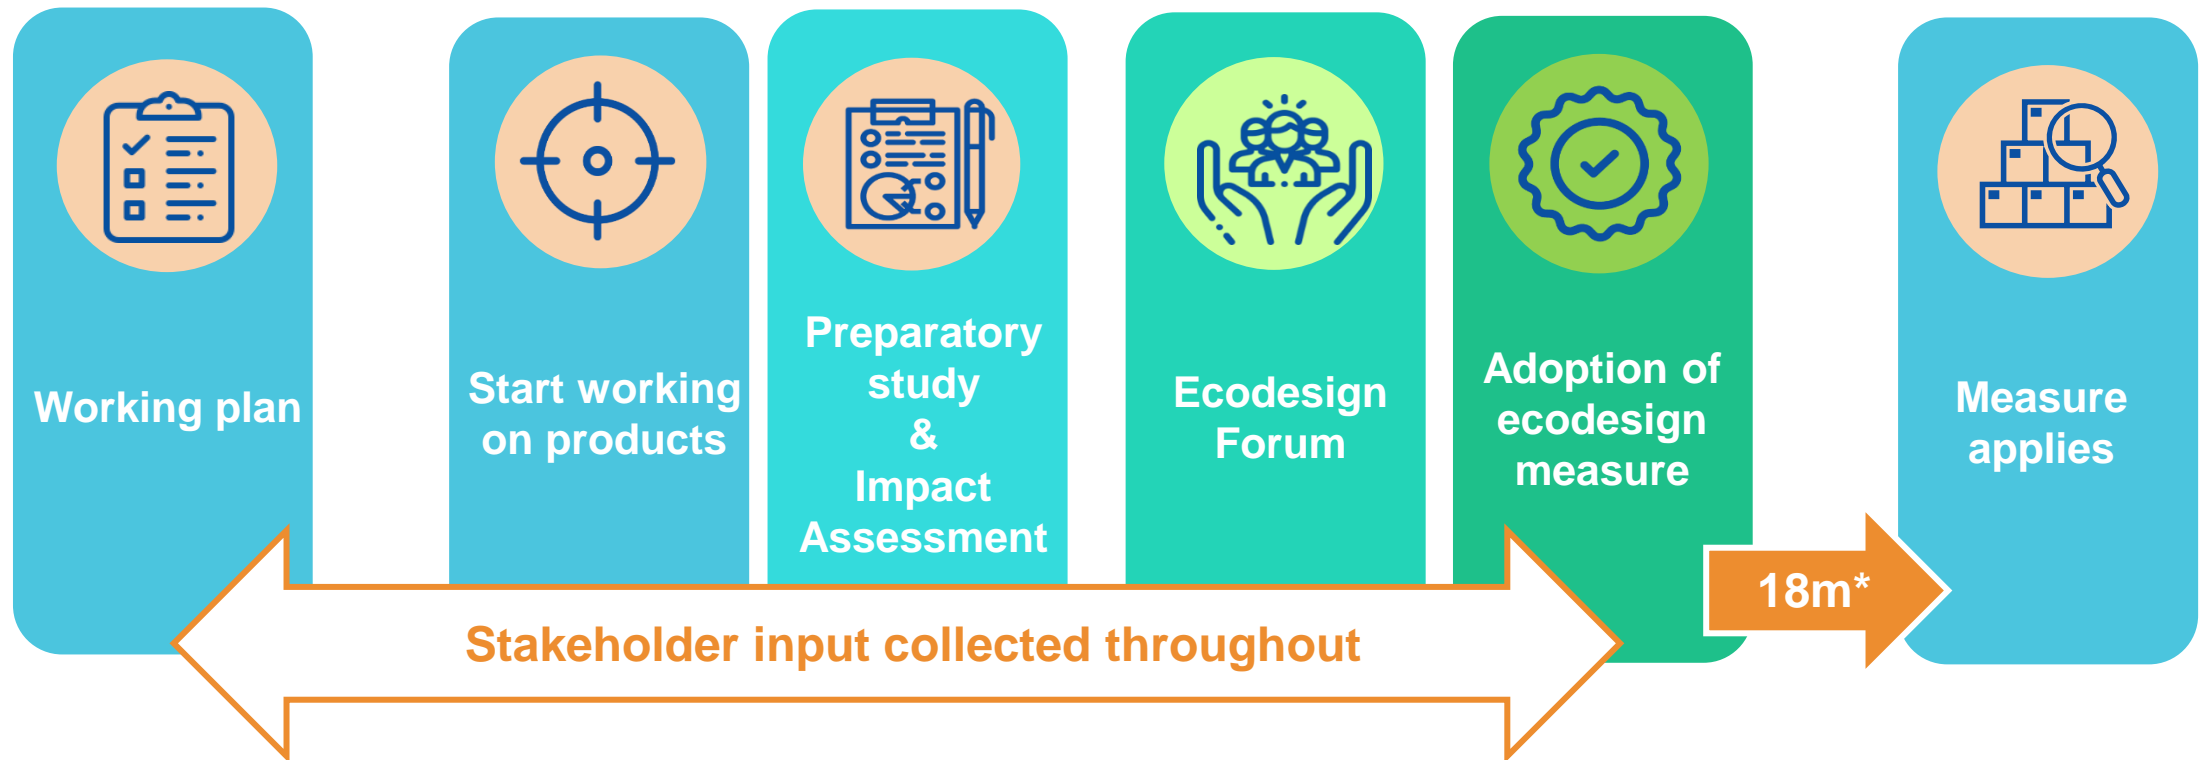 Working plan
Start working
on products
Preparatory
study
&
Impact
Assessment
Ecodesign
Forum
Adoption of
ecodesign
measure
Measure
applies
18m*
Stakeholder input collected throughout